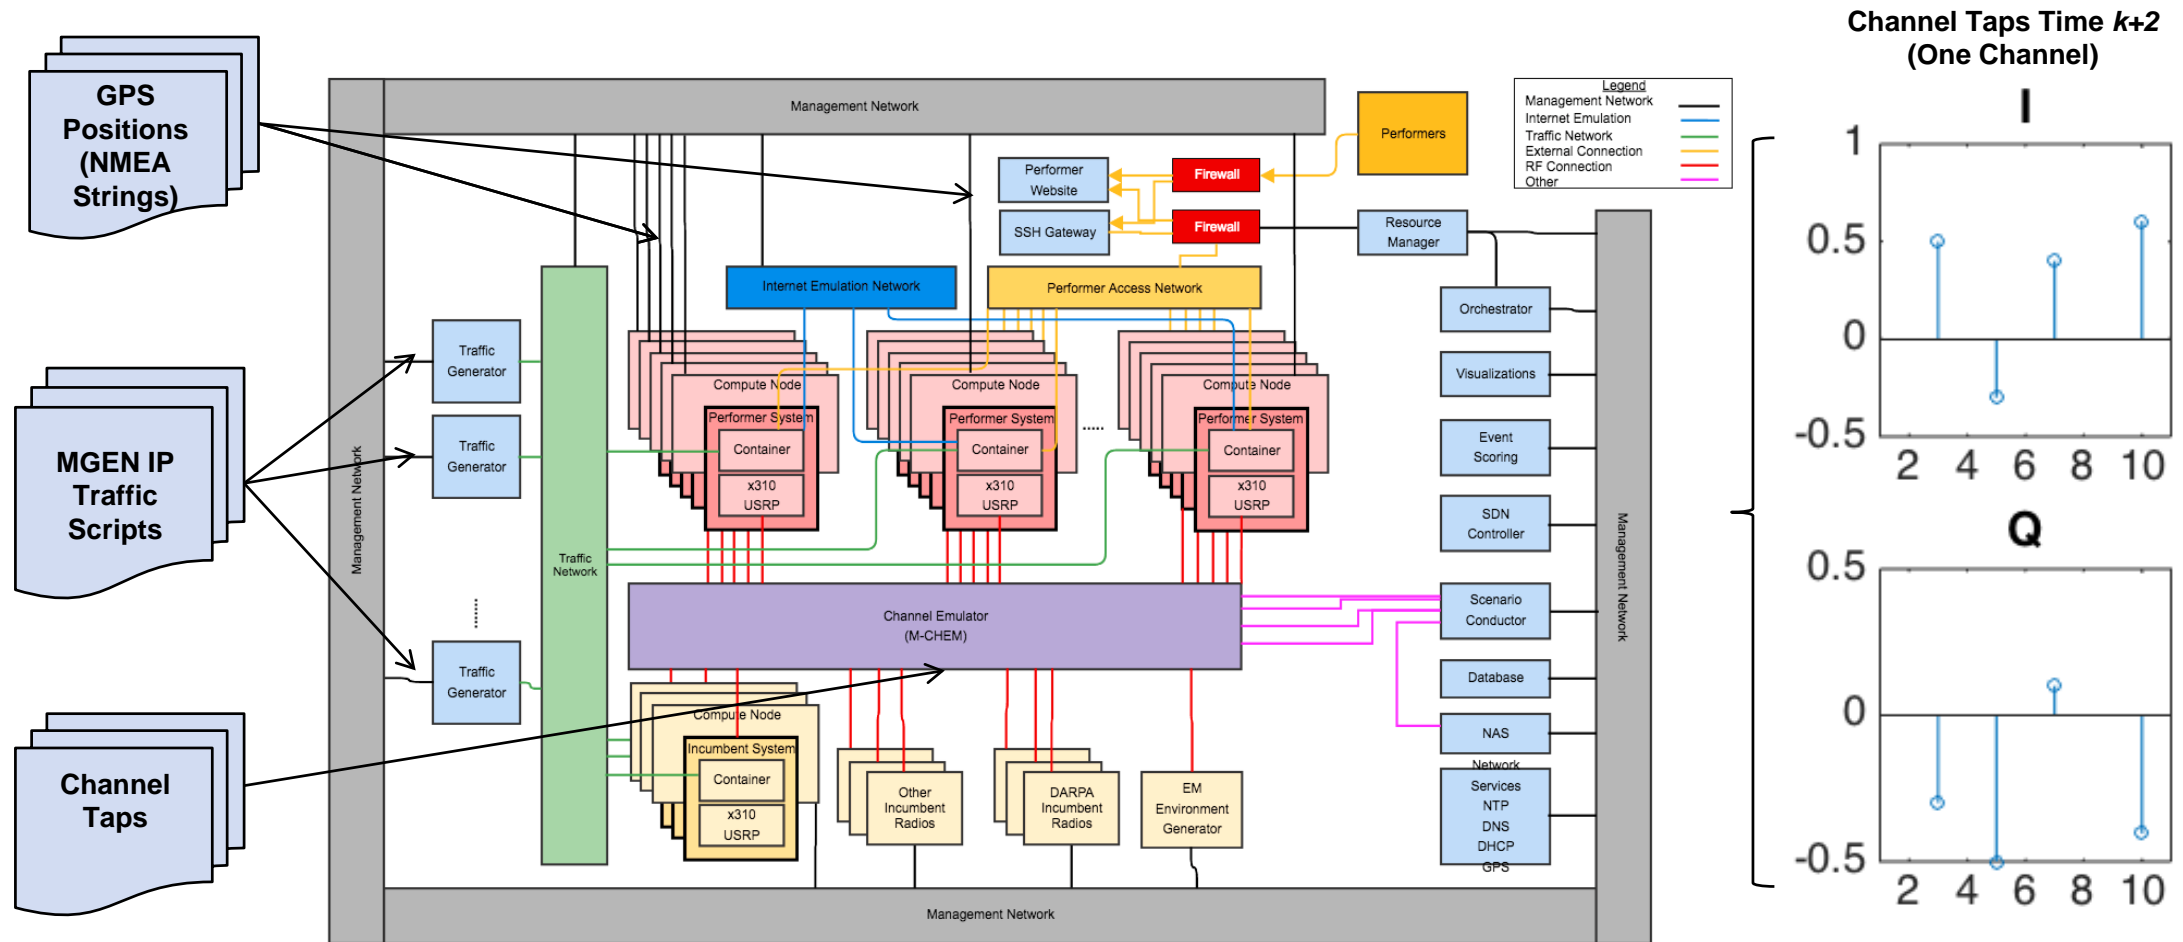 Channel Taps Time k+2
(One Channel)
GPS
Positions
(NMEA
Strings)
MGEN IP
Traffic
Scripts
Channel
Taps
Management Network
Management Network
Management Network
Management Network
Legend
Management Network
Internet Emulation
Traffic Network
External Connection
RF Connection
Other
Performers
Performer
Website
Firewall
SSH Gateway
Firewall
Resource
Manager
Internet Emulation Network
Performer Access Network
Orchestrator
Visualizations
Event
Scoring
SDN
Controller
Scenario
Conductor
Database
NAS
Network
Services
NTP
DNS
DHCP
GPS
Traffic
Generator
Traffic
Generator
Traffic
Generator
Traffic
Network
Compute Node
Performer System
Container
x310
USRP
Compute Node
Performer System
Container
x310
USRP
Compute Node
Performer System
Container
x310
USRP
Channel Emulator
(M-CHEM)
Compute Node
Incumbent System
Container
x310
USRP
Other
Incumbent
Radios
DARPA
Incumbent
Radios
EM
Environment
Generator
I
1
0.5
0
-0.5
2 4 6 8 10
Q
0.5
0
-0.5
2 4 6 8 10